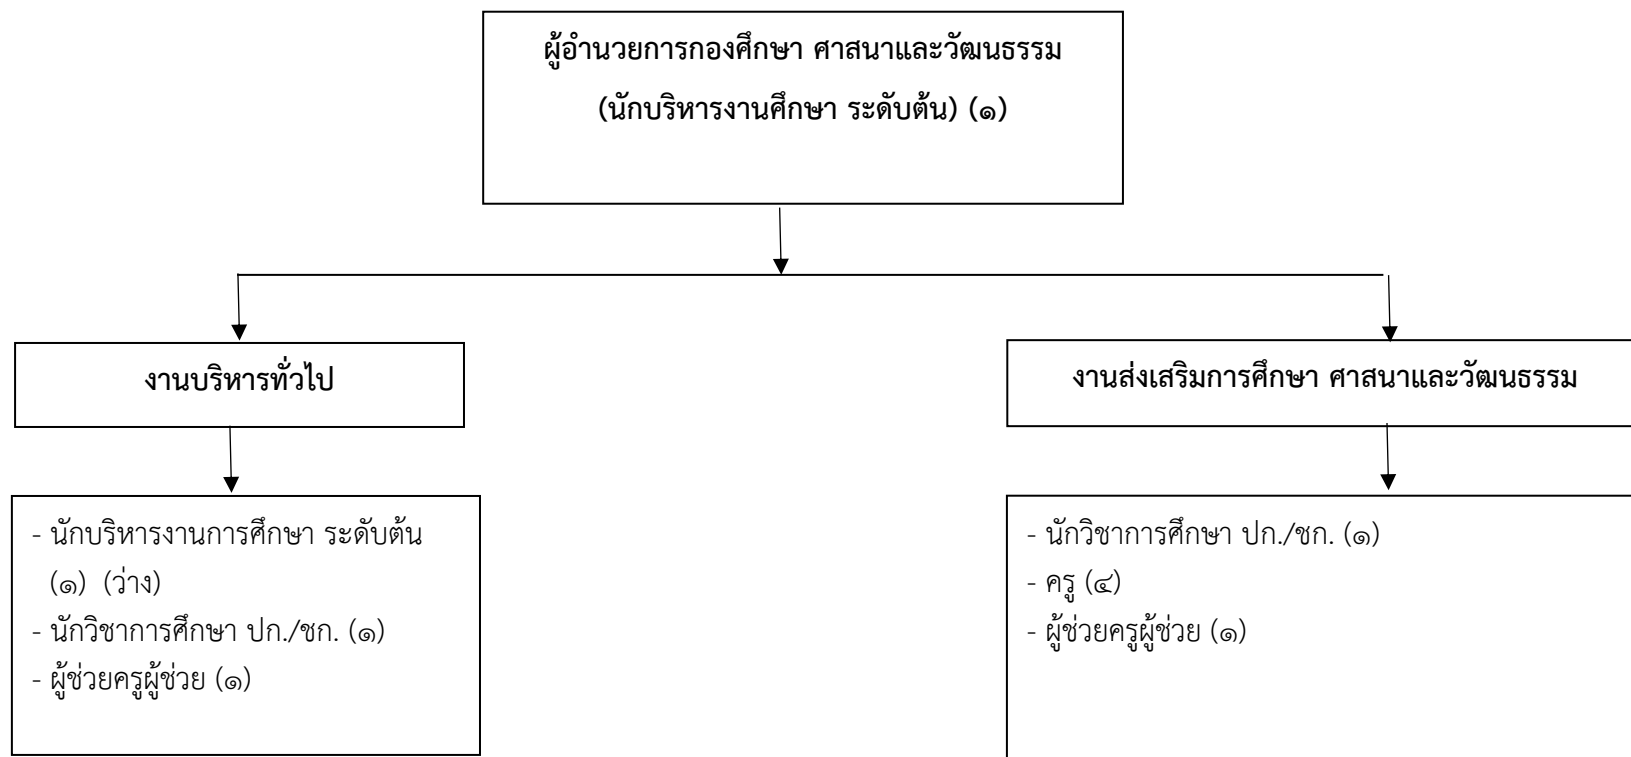 ผู้อำนวยการกองศึกษา ศาสนาและวัฒนธรรม
(นักบริหารงานศึกษา ระดับต้น) (๑)
งานบริหารทั่วไป
งานส่งเสริมการศึกษา ศาสนาและวัฒนธรรม
- นักบริหารงานการศึกษา ระดับต้น
(๑) (ว่าง)
- นักวิชาการศึกษา ปก./ชก. (๑)
- ผู้ช่วยครูผู้ช่วย (๑)
- นักวิชาการศึกษา ปก./ชก. (๑)
- ครู (๔)
- ผู้ช่วยครูผู้ช่วย (๑)